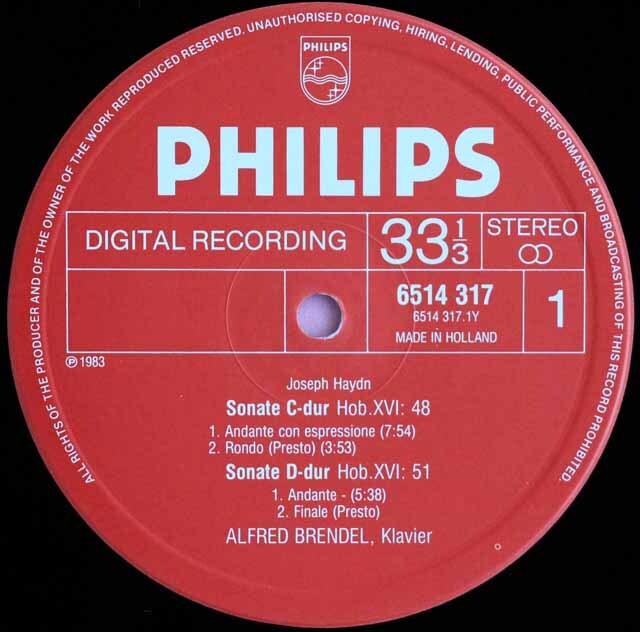 ALL RIGHTS OF THE PRODUCER AND OF THE OWNER OF THE WORK REPRODUCED RESERVED. UNAUTHORISED COPYING, HIRING, LENDING, PUBLIC PERFORMANCE AND BROADCASTING OF THIS RECORD PROHIBITED.
PHILIPS
PHILIPS
DIGITAL RECORDING
33 1/3
STEREO
6514 317
6514 317.1Y
MADE IN HOLLAND
1
℗ 1983
Joseph Haydn
Sonate C-dur Hob.XVI: 48
1. Andante con espressione (7:54)
2. Rondo (Presto) (3:53)
Sonate D-dur Hob.XVI: 51
1. Andante - (5:38)
2. Finale (Presto)
ALFRED BRENDEL, Klavier